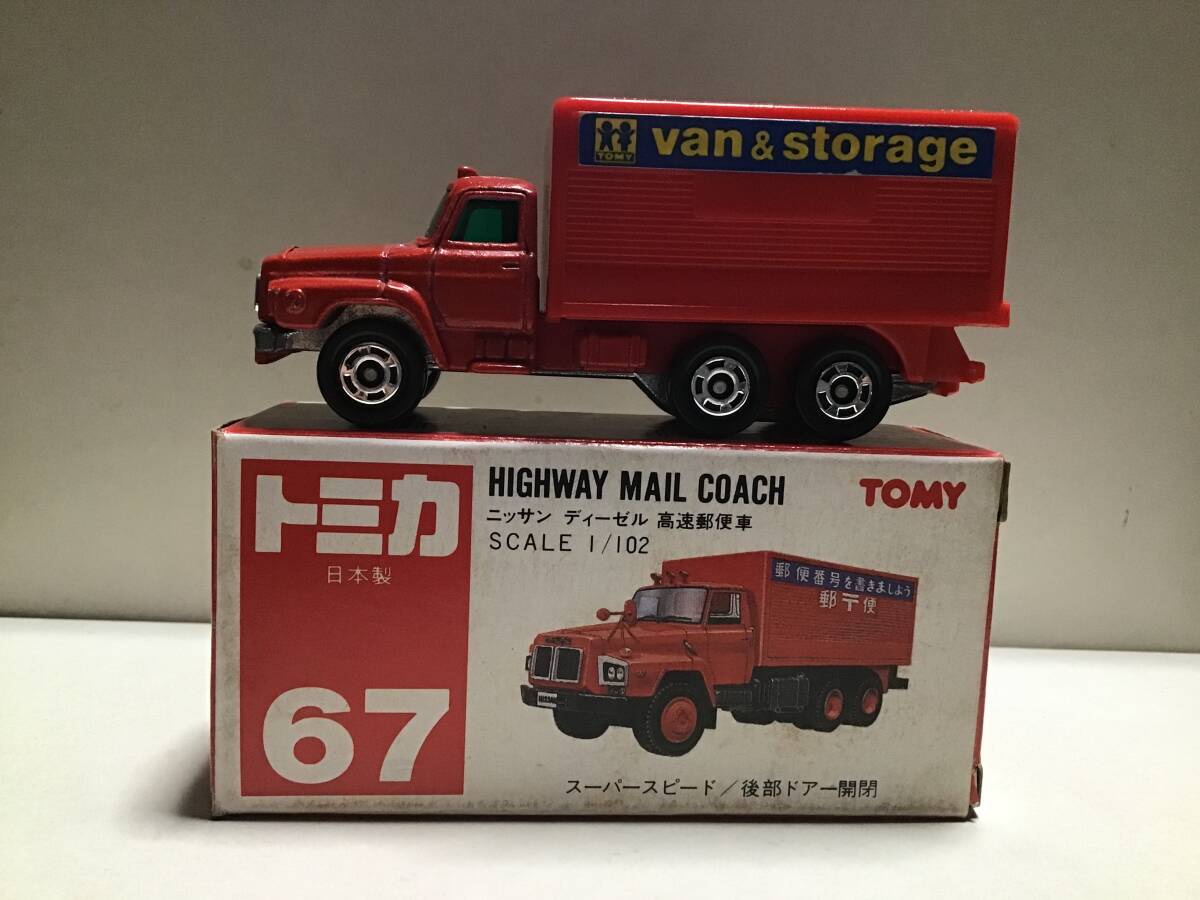 TOMY
van & storage
トミカ
日本製
67
HIGHWAY MAIL COACH
ニッサン ディーゼル 高速郵便車
SCALE 1/102
TOMY
郵便番号を書きましよう
郵〒便
スーパースピード/後部ドアー開閉